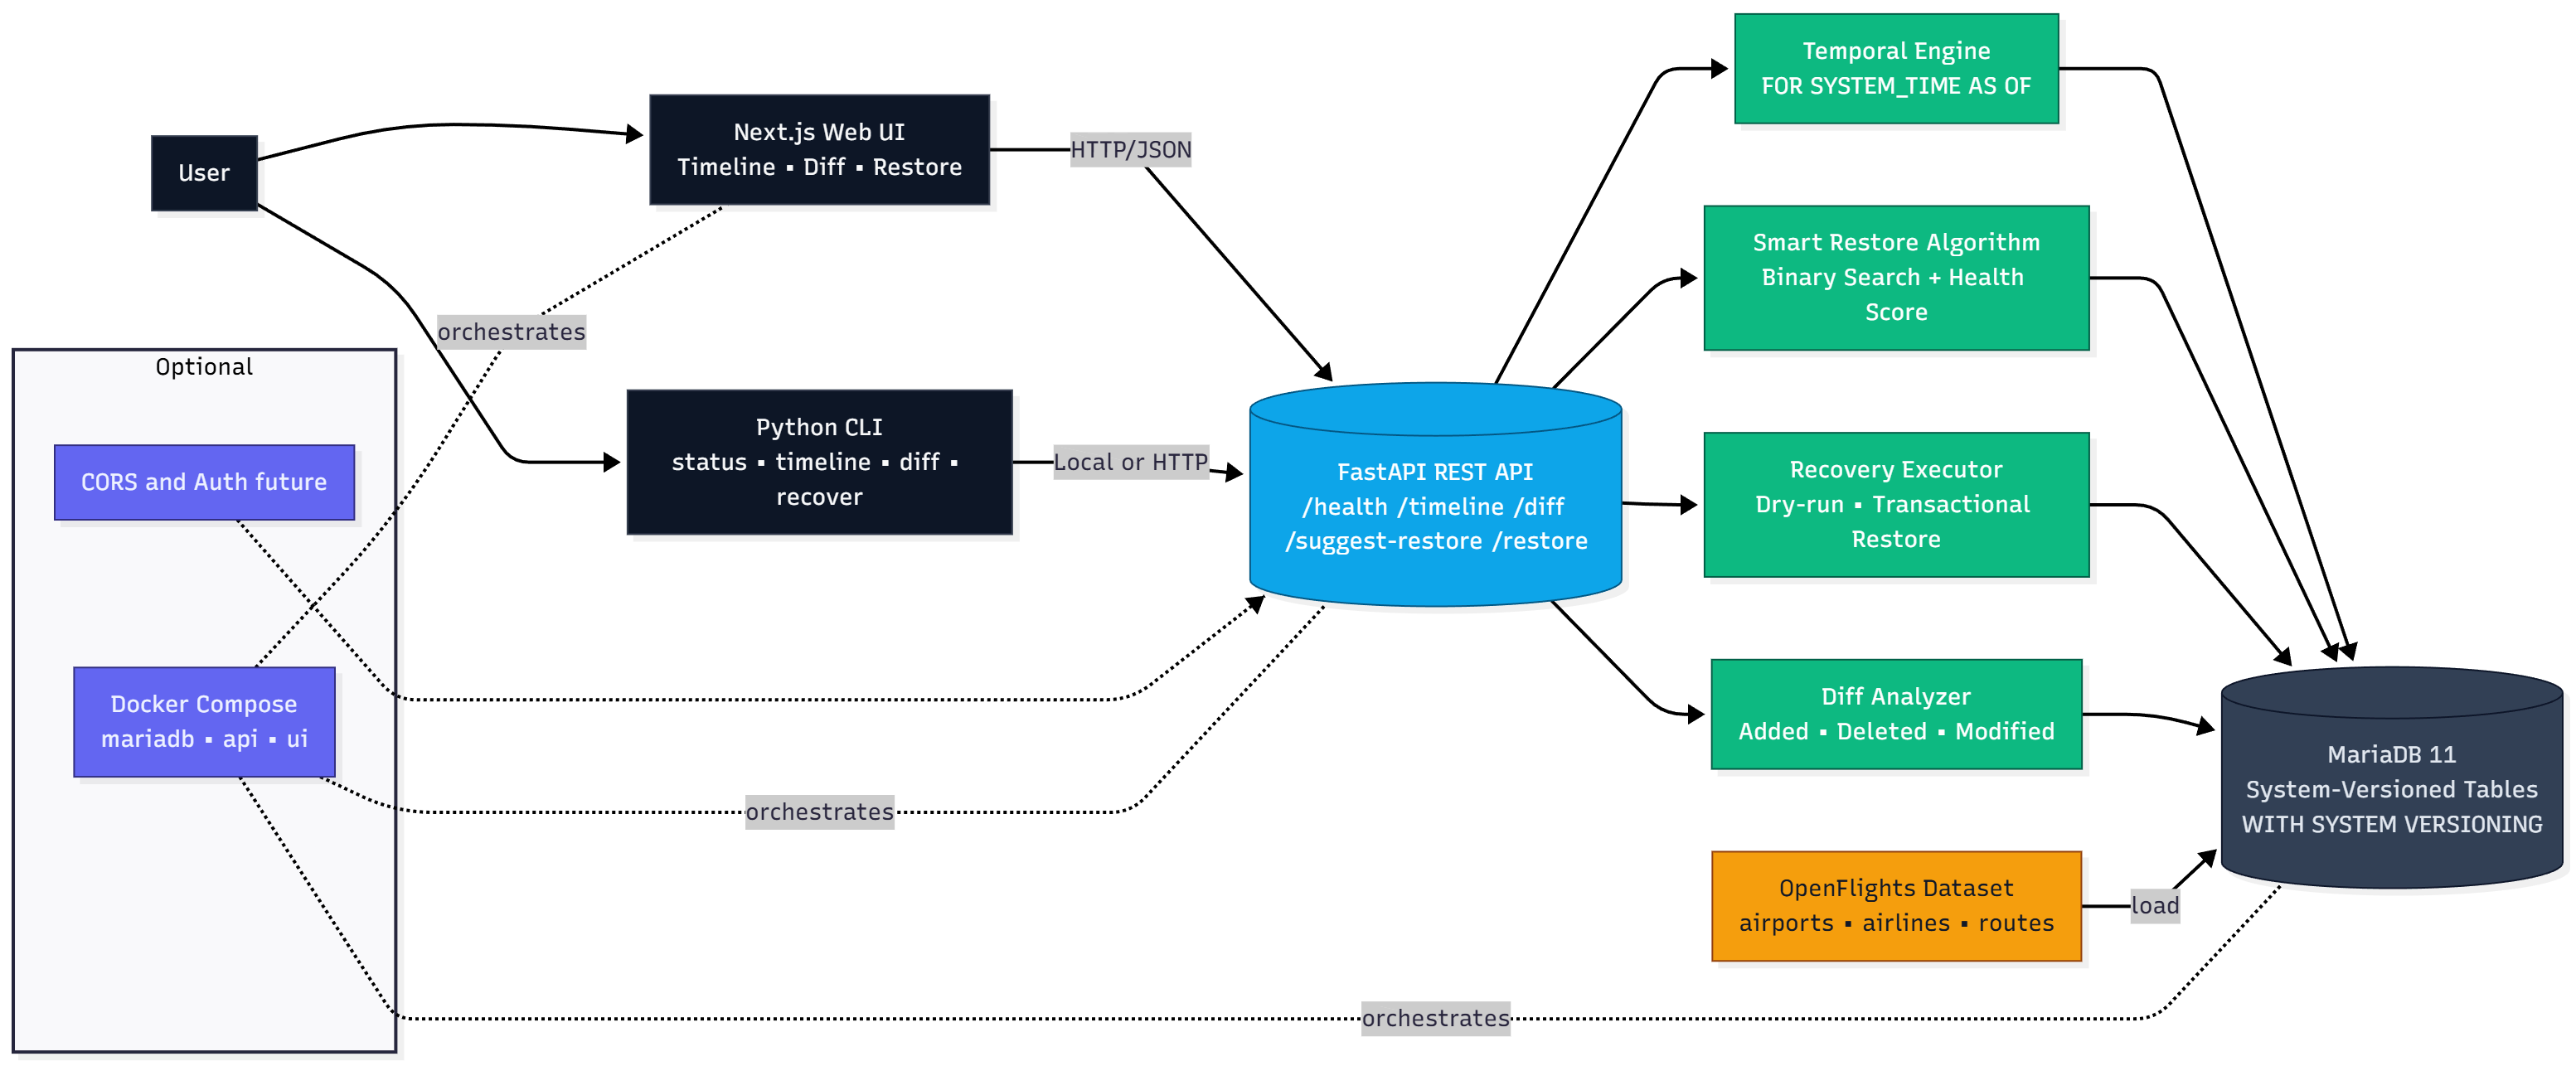 User
Next.js Web UI
Timeline ▪ Diff ▪ Restore
HTTP/JSON
orchestrates
Python CLI
status ▪ timeline ▪ diff ▪
recover
Local or HTTP
Optional
CORS and Auth future
Docker Compose
mariadb ▪ api ▪ ui
orchestrates
orchestrates
FastAPI REST API
/health /timeline /diff
/suggest-restore /restore
Temporal Engine
FOR SYSTEM_TIME AS OF
Smart Restore Algorithm
Binary Search + Health
Score
Recovery Executor
Dry-run ▪ Transactional
Restore
Diff Analyzer
Added ▪ Deleted ▪ Modified
OpenFlights Dataset
airports ▪ airlines ▪ routes
load
MariaDB 11
System-Versioned Tables
WITH SYSTEM VERSIONING